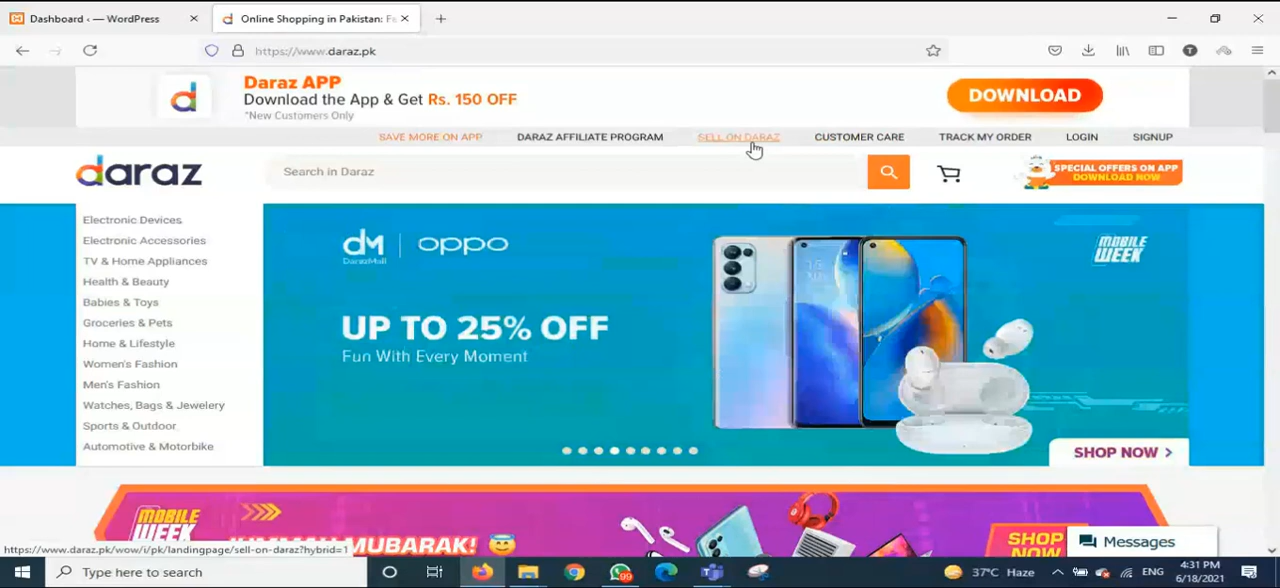 Dashboard ‹ — WordPress
Online Shopping in Pakistan: Fa
https://www.daraz.pk
Daraz APP
Download the App & Get Rs. 150 OFF
*New Customers Only
DOWNLOAD
SAVE MORE ON APP
DARAZ AFFILIATE PROGRAM
SELL ON DARAZ
CUSTOMER CARE
TRACK MY ORDER
LOGIN
SIGNUP
daraz
Search in Daraz
SPECIAL OFFERS ON APP
DOWNLOAD NOW
Electronic Devices
Electronic Accessories
TV & Home Appliances
Health & Beauty
Babies & Toys
Groceries & Pets
Home & Lifestyle
Women's Fashion
Men's Fashion
Watches, Bags & Jewelery
Sports & Outdoor
Automotive & Motorbike
dM
DarazMall
oppo
MOBILE
WEEK
UP TO 25% OFF
Fun With Every Moment
SHOP NOW
MOBILE
WEEK
MUBARAK!
SHOP
NOW
Messages
https://www.daraz.pk/wow/i/pk/landingpage/sell-on-daraz?hybrid=1
Type here to search
99
37°C Haze
ENG
4:31 PM
6/18/2021